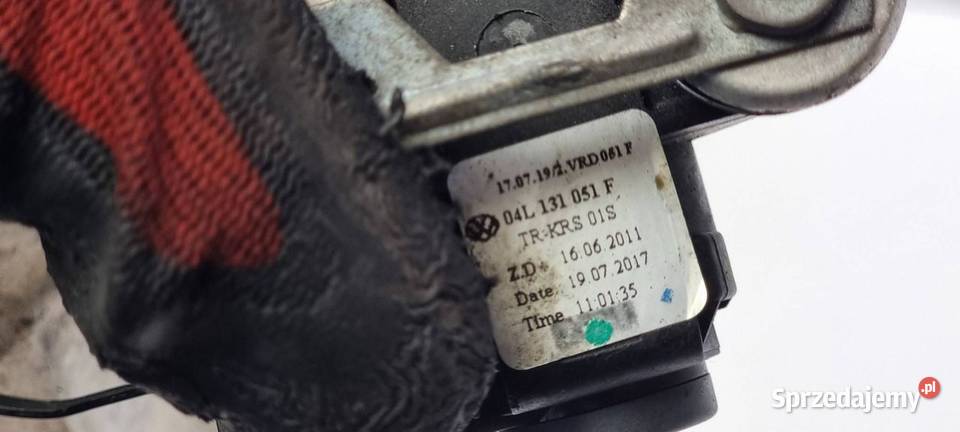 17.07.19/2.VRD051 F
04L 131 051 F
TR-KRS 01S
Z.D. 16.06.2011
Date. 19.07.2017
Time 11:01:35
Sprzedajemy.pl